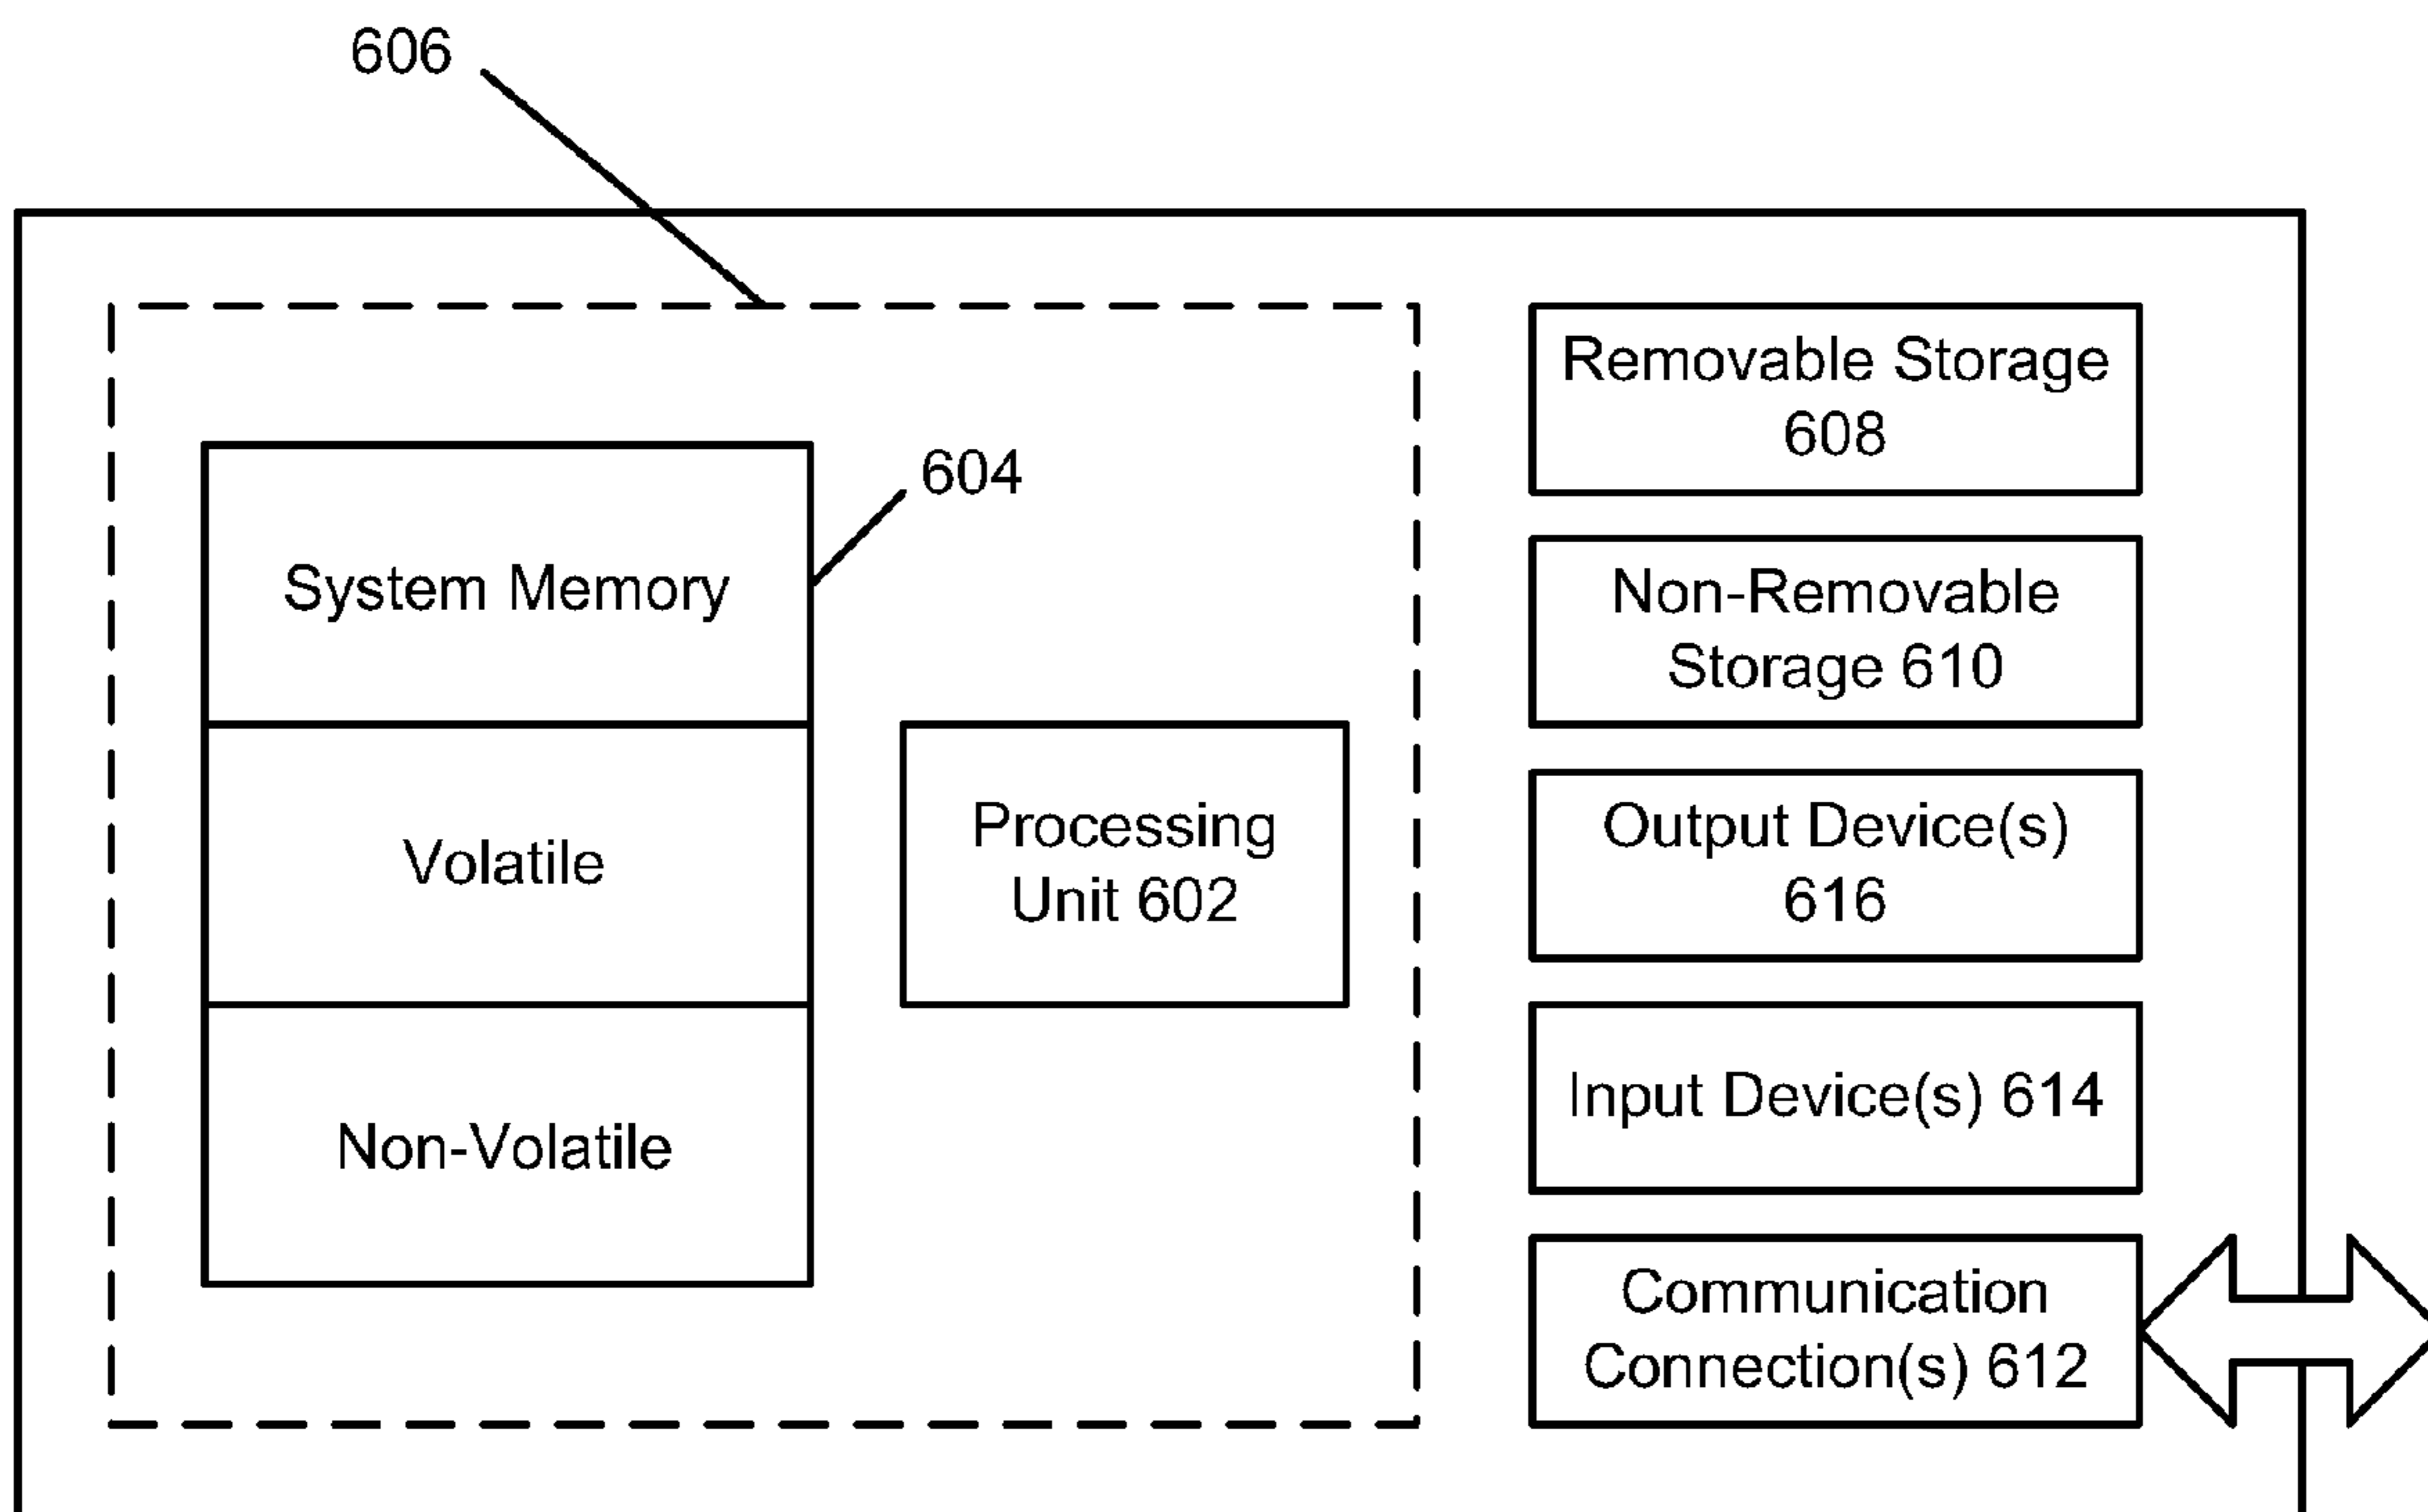 606
604
System Memory
Volatile
Non-Volatile
Processing
Unit 602
Removable Storage
608
Non-Removable
Storage 610
Output Device(s)
616
Input Device(s) 614
Communication
Connection(s) 612